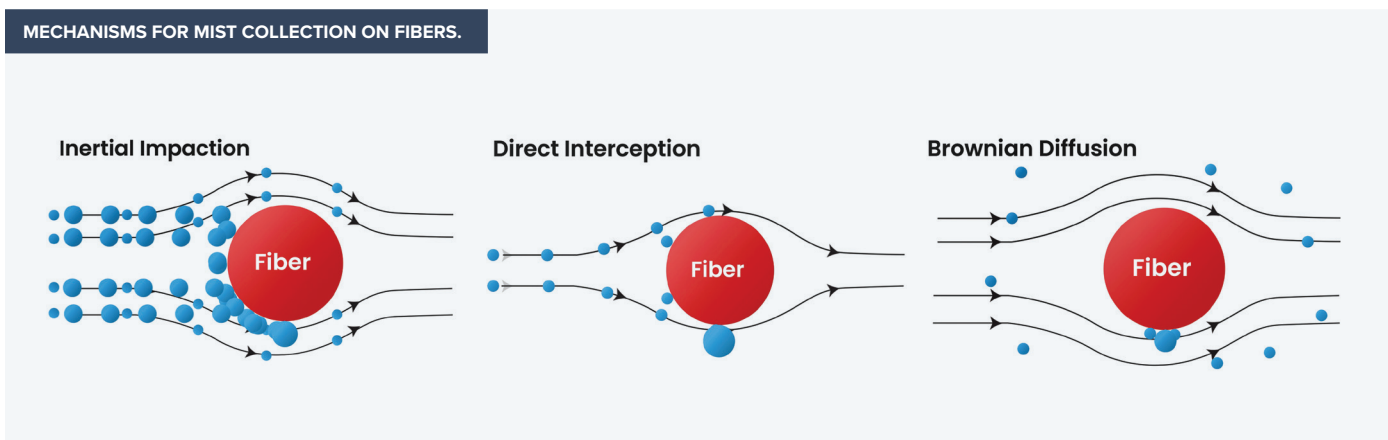 MECHANISMS FOR MIST COLLECTION ON FIBERS.
Inertial Impaction
Direct Interception
Brownian Diffusion
Fiber
Fiber
Fiber